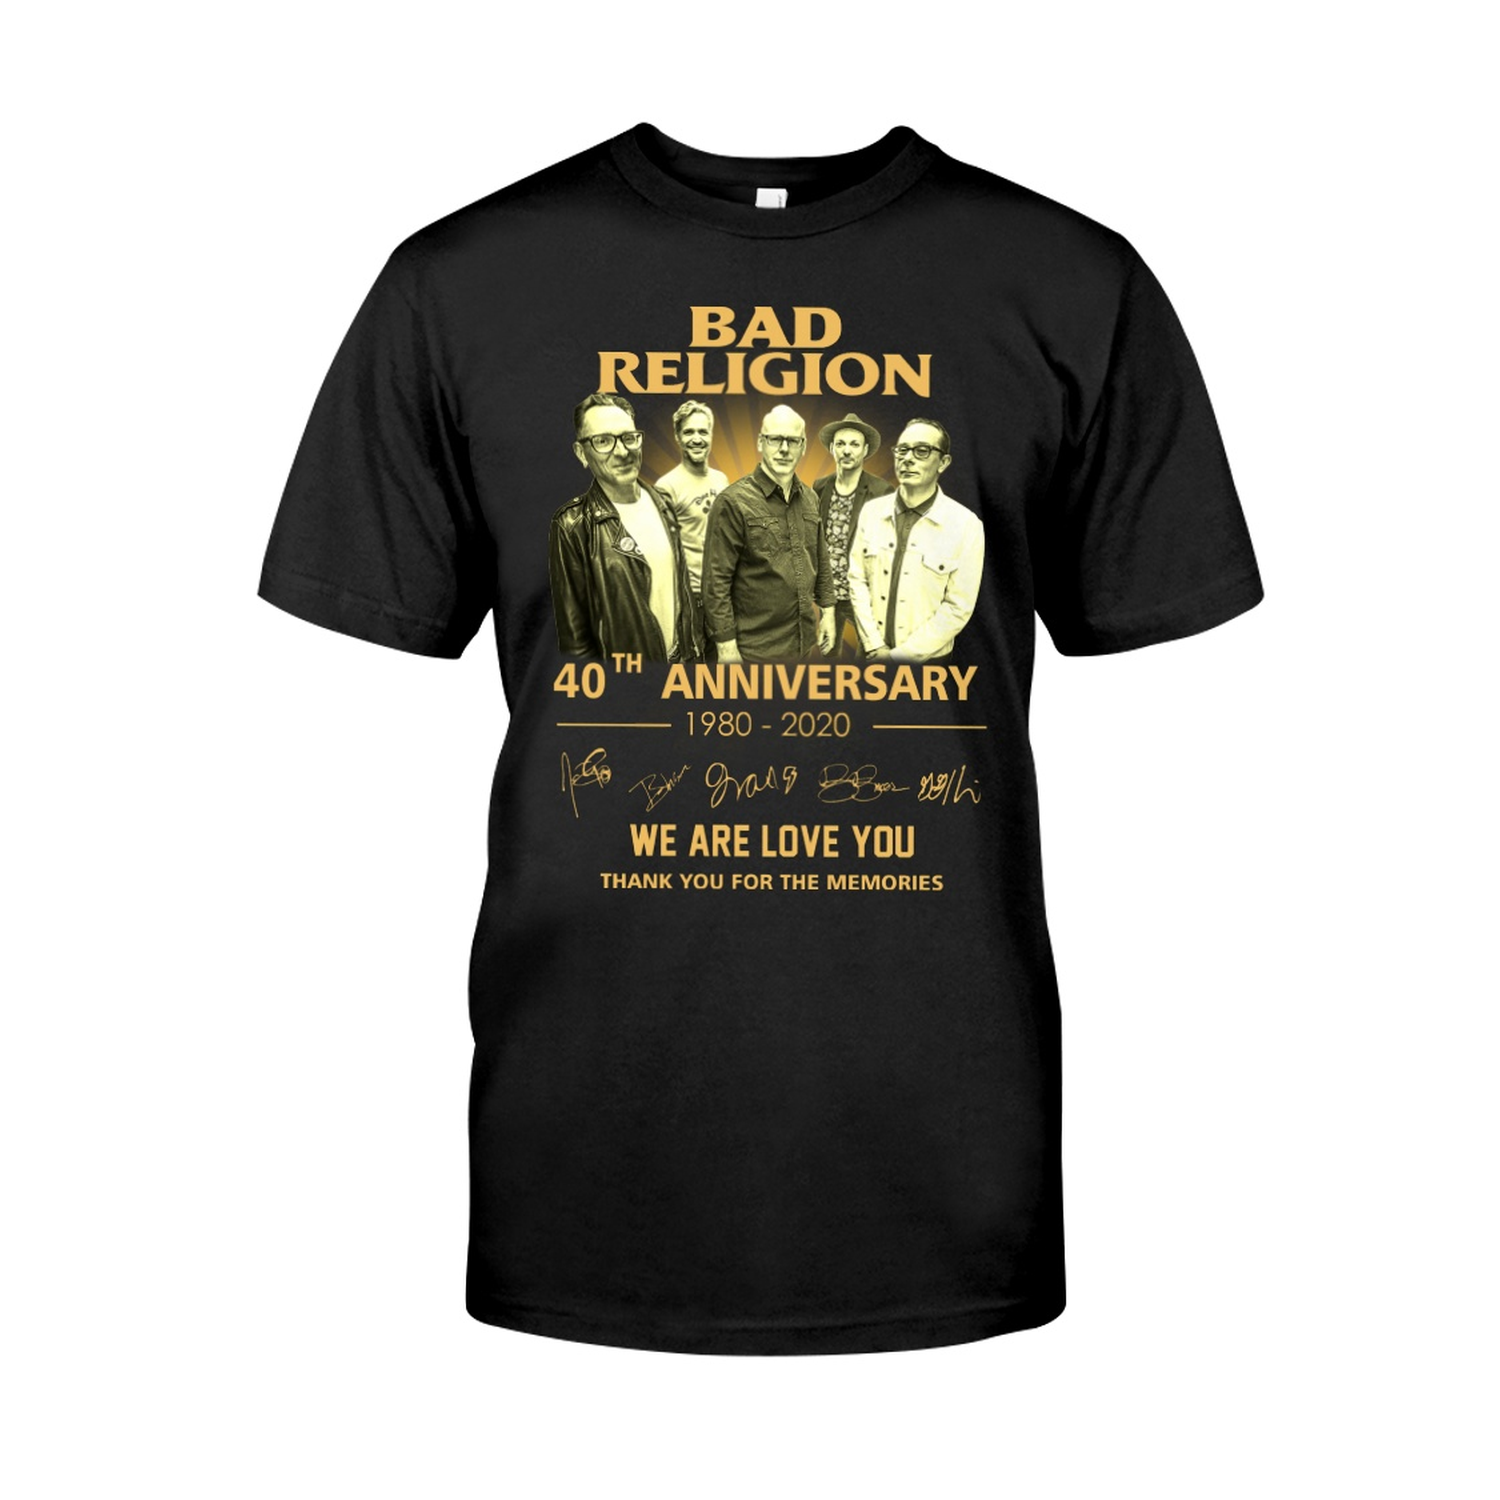 BAD
RELIGION
40TH ANNIVERSARY
1980 - 2020
WE ARE LOVE YOU
THANK YOU FOR THE MEMORIES